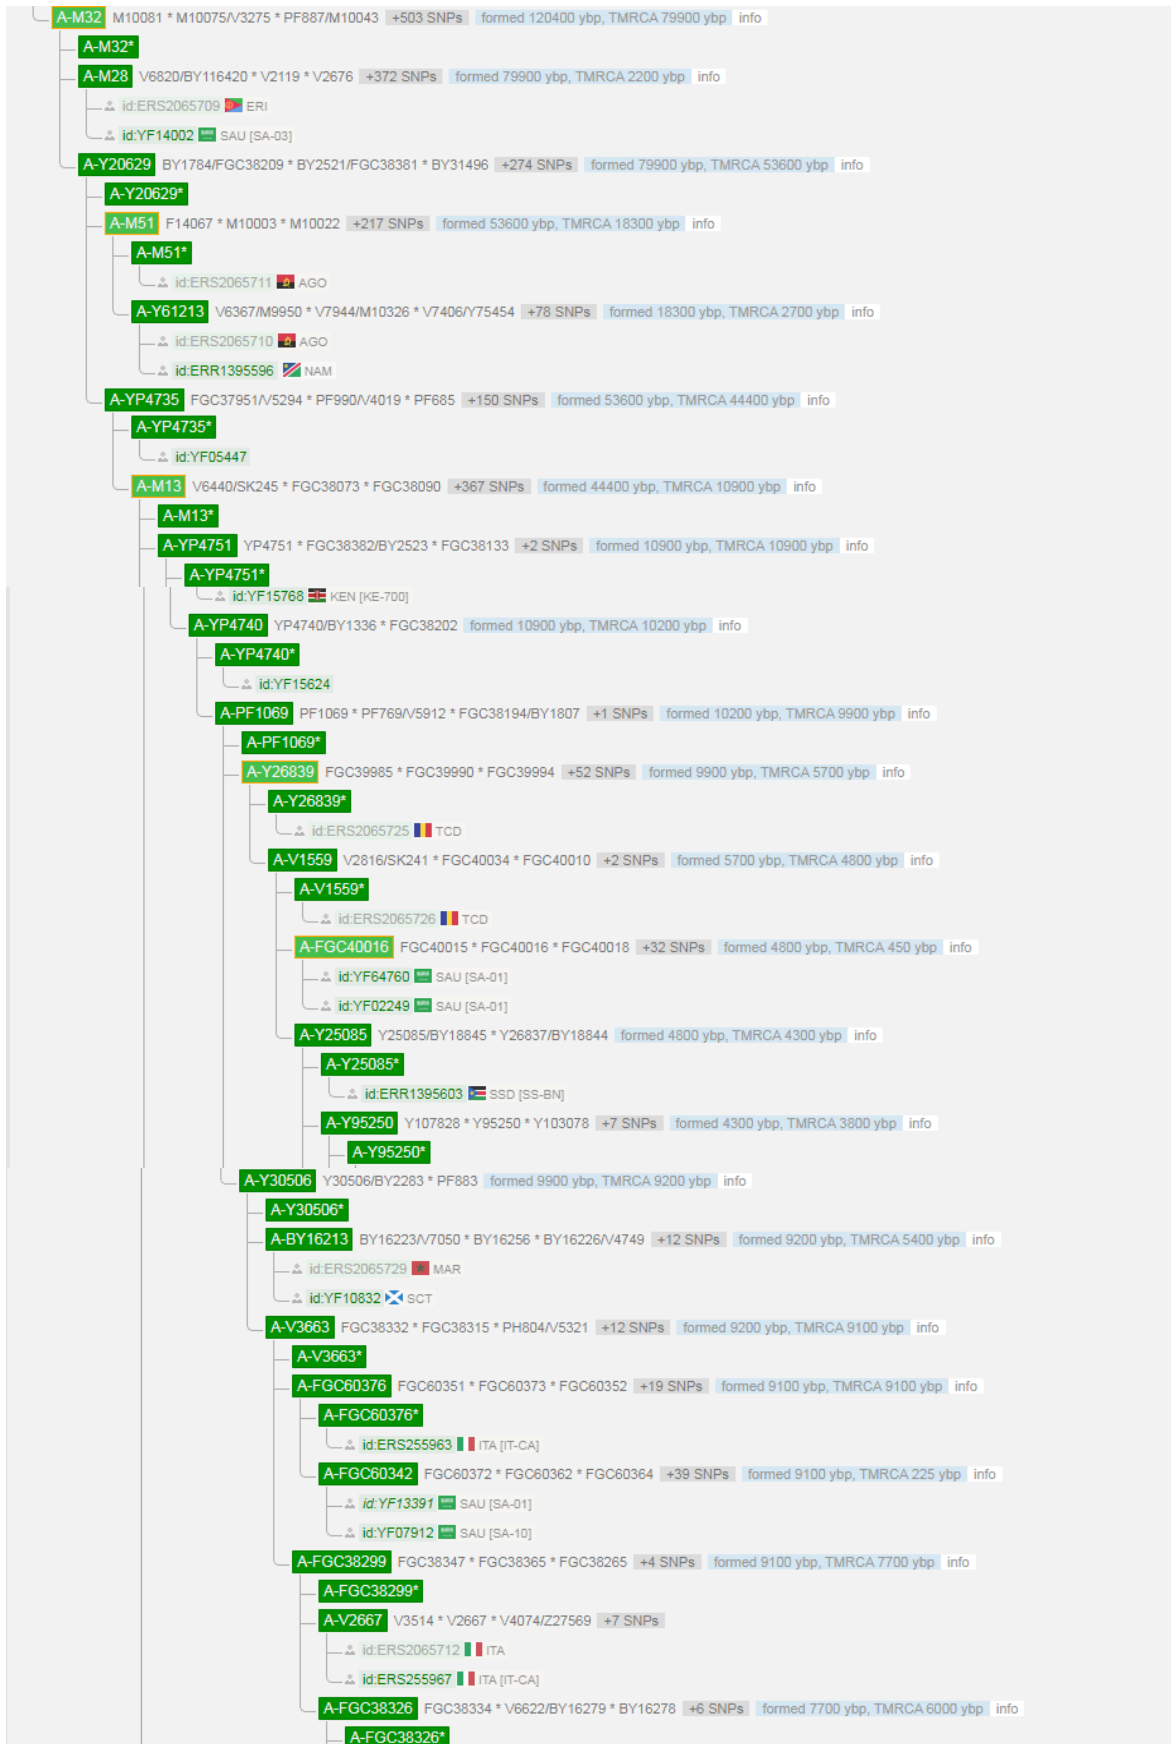 A-M32 M10081 * M10075/V3275 * PF887/M10043 +503 SNPs formed 120400 ybp, TMRCA 79900 ybp info
A-M32*
A-M28 V6820/BY116420 * V2119 * V2676 +372 SNPs formed 79900 ybp, TMRCA 2200 ybp info
id:ERS2065709 ERI
id:YF14002 SAU [SA-03]
A-Y20629 BY1784/FGC38209 * BY2521/FGC38381 * BY31496 +274 SNPs formed 79900 ybp, TMRCA 53600 ybp info
A-Y20629*
A-M51 F14067 * M10003 * M10022 +217 SNPs formed 53600 ybp, TMRCA 18300 ybp info
A-M51*
id:ERS2065711 AGO
A-Y61213 V6367/M9950 * V7944/M10326 * V7406/Y75454 +78 SNPs formed 18300 ybp, TMRCA 2700 ybp info
id:ERS2065710 AGO
id:ERR1395596 NAM
A-YP4735 FGC37951/V5294 * PF990/V4019 * PF685 +150 SNPs formed 53600 ybp, TMRCA 44400 ybp info
A-YP4735*
id:YF05447
A-M13 V6440/SK245 * FGC38073 * FGC38090 +367 SNPs formed 44400 ybp, TMRCA 10900 ybp info
A-M13*
A-YP4751 YP4751 * FGC38382/BY2523 * FGC38133 +2 SNPs formed 10900 ybp, TMRCA 10900 ybp info
A-YP4751*
id:YF15768 KEN [KE-700]
A-YP4740 YP4740/BY1336 * FGC38202 formed 10900 ybp, TMRCA 10200 ybp info
A-YP4740*
id:YF15624
A-PF1069 PF1069 * PF769/V5912 * FGC38194/BY1807 +1 SNPs formed 10200 ybp, TMRCA 9900 ybp info
A-PF1069*
A-Y26839 FGC39985 * FGC39990 * FGC39994 +52 SNPs formed 9900 ybp, TMRCA 5700 ybp info
A-Y26839*
id:ERS2065725 TCD
A-V1559 V2816/SK241 * FGC40034 * FGC40010 +2 SNPs formed 5700 ybp, TMRCA 4800 ybp info
A-V1559*
id:ERS2065726 TCD
A-FGC40016 FGC40015 * FGC40016 * FGC40018 +32 SNPs formed 4800 ybp, TMRCA 450 ybp info
id:YF64760 SAU [SA-01]
id:YF02249 SAU [SA-01]
A-Y25085 Y25085/BY18845 * Y26837/BY18844 formed 4800 ybp, TMRCA 4300 ybp info
A-Y25085*
id:ERR1395603 SSD [SS-BN]
A-Y95250 Y107828 * Y95250 * Y103078 +7 SNPs formed 4300 ybp, TMRCA 3800 ybp info
A-Y95250*
A-Y30506 Y30506/BY2283 * PF883 formed 9900 ybp, TMRCA 9200 ybp info
A-Y30506*
A-BY16213 BY16223/V7050 * BY16256 * BY16226/V4749 +12 SNPs formed 9200 ybp, TMRCA 5400 ybp info
id:ERS2065729 MAR
id:YF10832 SCT
A-V3663 FGC38332 * FGC38315 * PH804/V5321 +12 SNPs formed 9200 ybp, TMRCA 9100 ybp info
A-V3663*
A-FGC60376 FGC60351 * FGC60373 * FGC60352 +19 SNPs formed 9100 ybp, TMRCA 9100 ybp info
A-FGC60376*
id:ERS255963 ITA [IT-CA]
A-FGC60342 FGC60372 * FGC60362 * FGC60364 +39 SNPs formed 9100 ybp, TMRCA 225 ybp info
id:YF13391 SAU [SA-01]
id:YF07912 SAU [SA-10]
A-FGC38299 FGC38347 * FGC38365 * FGC38265 +4 SNPs formed 9100 ybp, TMRCA 7700 ybp info
A-FGC38299*
A-V2667 V3514 * V2667 * V4074/Z27569 +7 SNPs
id:ERS2065712 ITA
id:ERS255967 ITA [IT-CA]
A-FGC38326 FGC38334 * V6622/BY16279 * BY16278 +6 SNPs formed 7700 ybp, TMRCA 6000 ybp info
A-FGC38326*